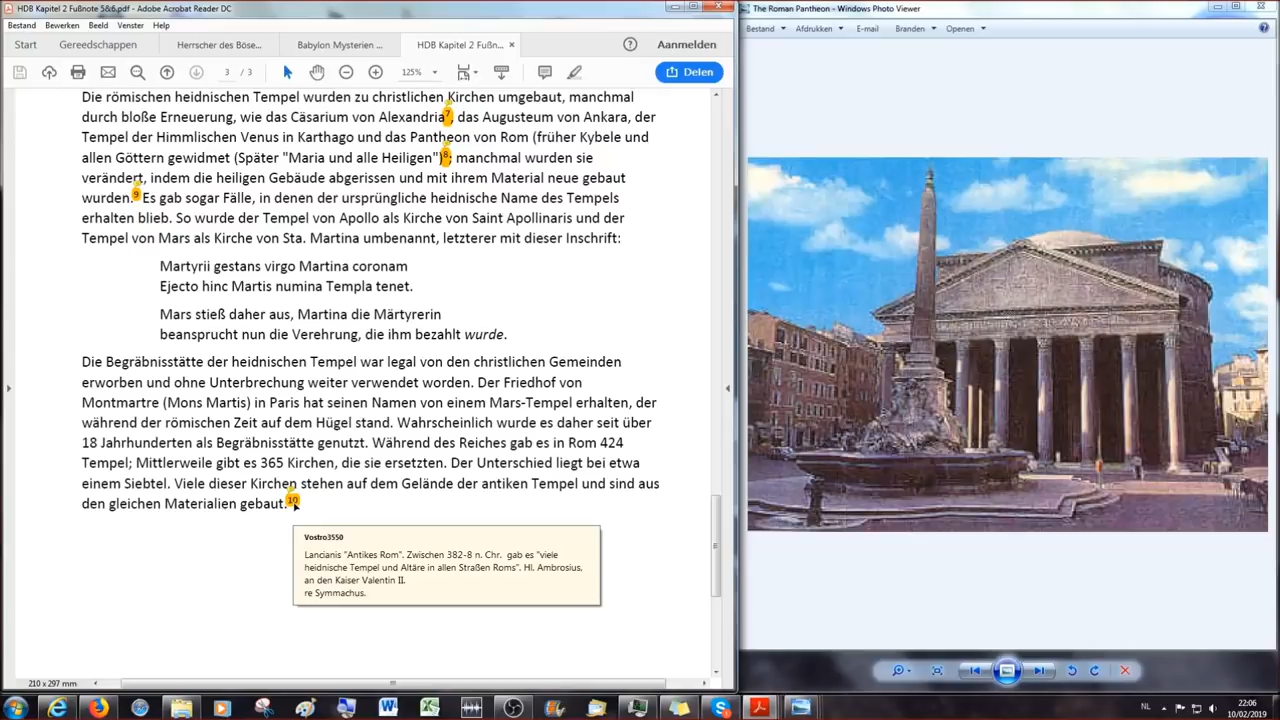 HDB Kapitel 2 Fußnote 5&6.pdf - Adobe Acrobat Reader DC
Bestand Bewerken Beeld Venster Help
Start Gereedschappen Herrscher des Böse... Babylon Mysterien ... HDB Kapitel 2 Fußn... × ? Aanmelden
3 / 3 125% Delen
Die römischen heidnischen Tempel wurden zu christlichen Kirchen umgebaut, manchmal
durch bloße Erneuerung, wie das Cäsarium von Alexandria7, das Augusteum von Ankara, der
Tempel der Himmlischen Venus in Karthago und das Pantheon von Rom (früher Kybele und
allen Göttern gewidmet (Später "Maria und alle Heiligen")8; manchmal wurden sie
verändert, indem die heiligen Gebäude abgerissen und mit ihrem Material neue gebaut
wurden.9 Es gab sogar Fälle, in denen der ursprüngliche heidnische Name des Tempels
erhalten blieb. So wurde der Tempel von Apollo als Kirche von Saint Apollinaris und der
Tempel von Mars als Kirche von Sta. Martina umbenannt, letzterer mit dieser Inschrift:
Martyrii gestans virgo Martina coronam
Ejecto hinc Martis numina Templa tenet.
Mars stieß daher aus, Martina die Märtyrerin
beansprucht nun die Verehrung, die ihm bezahlt wurde.
Die Begräbnisstätte der heidnischen Tempel war legal von den christlichen Gemeinden
erworben und ohne Unterbrechung weiter verwendet worden. Der Friedhof von
Montmartre (Mons Martis) in Paris hat seinen Namen von einem Mars-Tempel erhalten, der
während der römischen Zeit auf dem Hügel stand. Wahrscheinlich wurde es daher seit über
18 Jahrhunderten als Begräbnisstätte genutzt. Während des Reiches gab es in Rom 424
Tempel; Mittlerweile gibt es 365 Kirchen, die sie ersetzten. Der Unterschied liegt bei etwa
einem Siebtel. Viele dieser Kirchen stehen auf dem Gelände der antiken Tempel und sind aus
den gleichen Materialien gebaut.10
Vostro3550
Lancianis "Antikes Rom". Zwischen 382-8 n. Chr. gab es "viele
heidnische Tempel und Altäre in allen Straßen Roms". Hl. Ambrosius,
an den Kaiser Valentin II.
re Symmachus.
210 x 297 mm
The Roman Pantheon - Windows Photo Viewer
Bestand Afdrukken E-mail Branden Openen
NL
22:06
10/02/2019